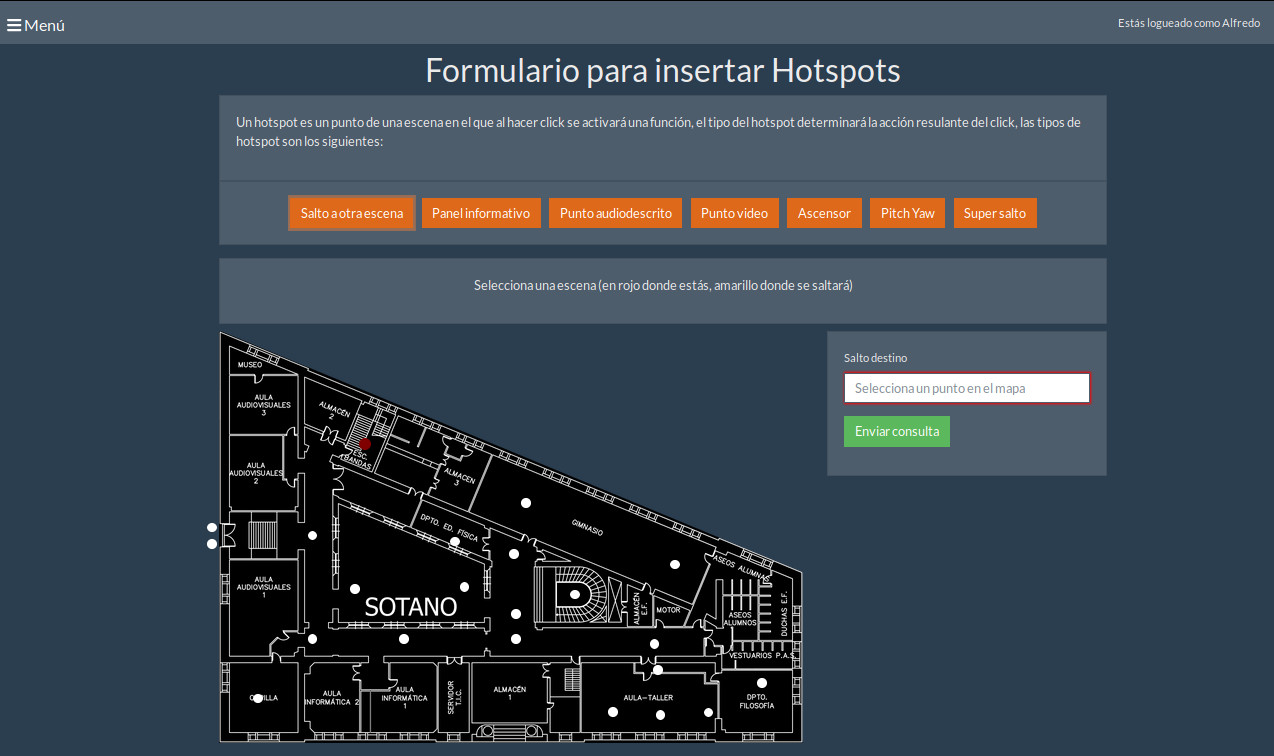 Menú
Estás logueado como Alfredo
Formulario para insertar Hotspots
Un hotspot es un punto de una escena en el que al hacer click se activará una función, el tipo del hotspot determinará la acción resulante del click, las tipos de
hotspot son los siguientes:
Salto a otra escena
Panel informativo
Punto audiodescrito
Punto video
Ascensor
Pitch Yaw
Super salto
Selecciona una escena (en rojo donde estás, amarillo donde se saltará)
Salto destino
Selecciona un punto en el mapa
Enviar consulta
MUSEO
AULA
AUDIOVISUALES
3
ALMACÉN
2
ESC.
BANDAS
AULA
AUDIOVISUALES
2
ALMACEN
3
DPTO. ED. FÍSICA
GIMNASIO
ASEOS ALUMNAS
AULA
AUDIOVISUALES
1
SOTANO
ALMACÉN
E.F.
MOTOR
ASEOS
ALUMNOS
DUCHAS E.F.
VESTUARIOS P.A.S.
AULA
INFORMÁTICA 2
AULA
INFORMÁTICA
1
SERVIDOR
T.I.C.
ALMACÉN
1
AULA-TALLER
DPTO.
FILOSOFÍA